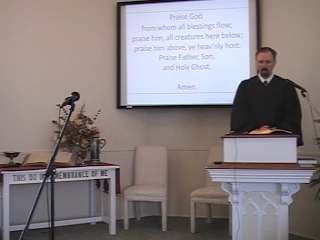 Praise God
from whom all blessings flow;
praise him, all creatures here below;
praise him above, ye heav'nly host:
Praise Father, Son,
and Holy Ghost.
Amen.
THIS DO IN REMEMBRANCE OF ME